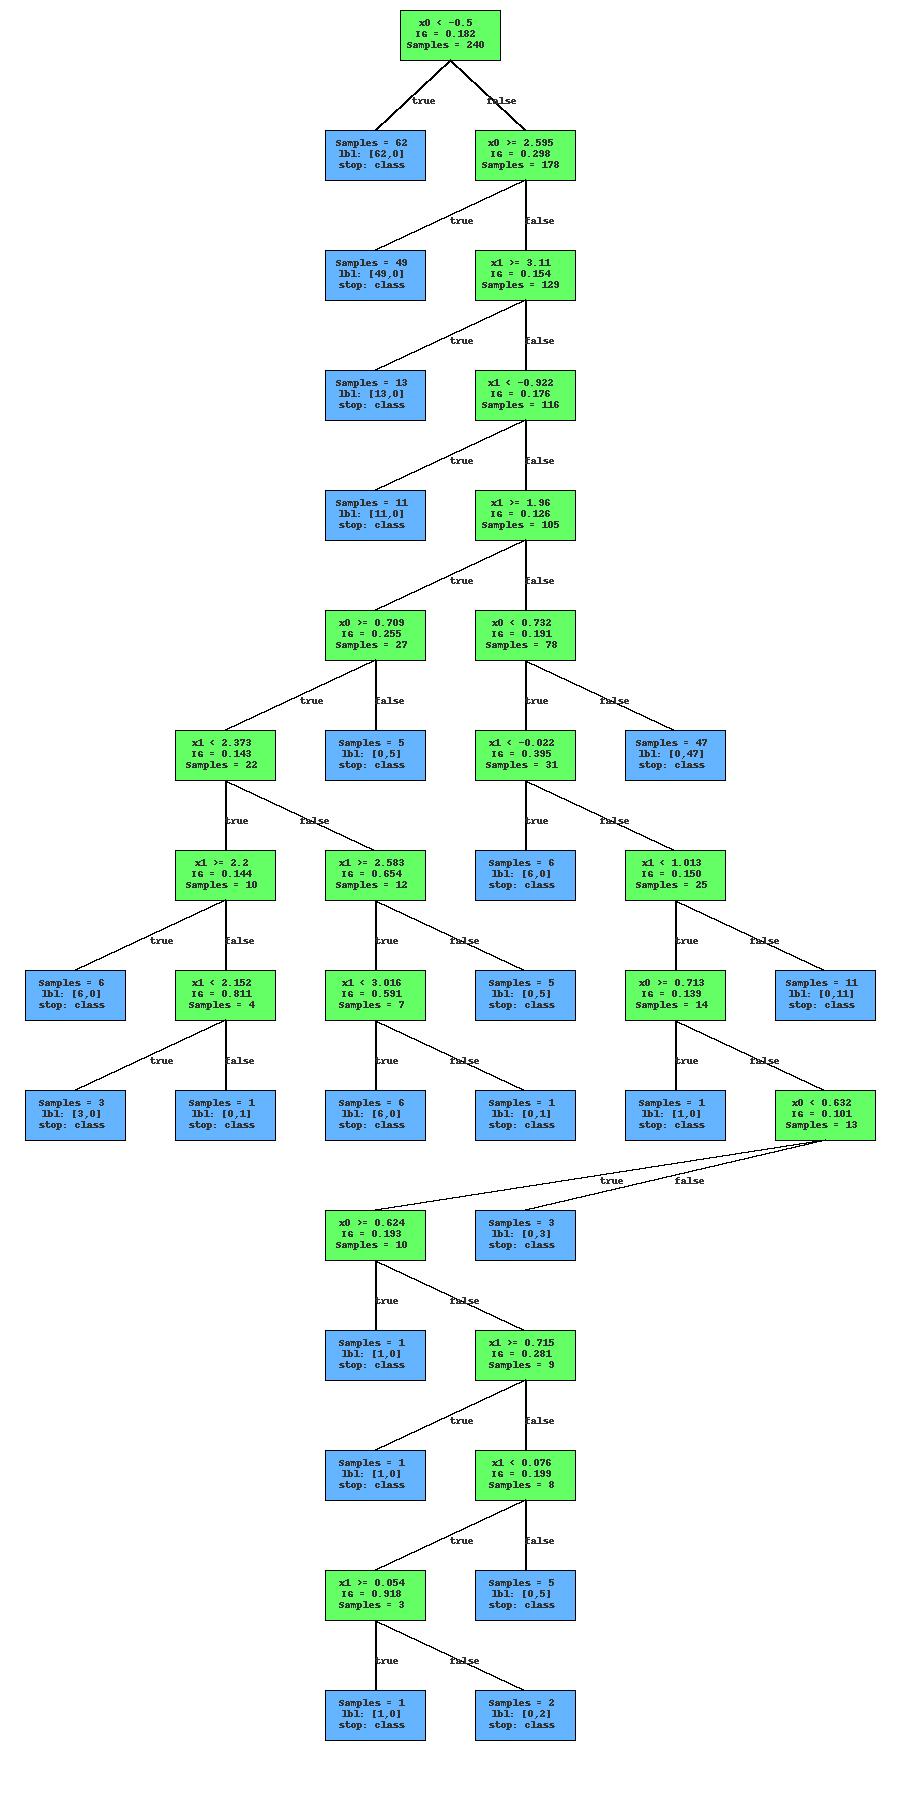 x0 < -0.5
IG = 0.182
Samples = 240
true
false
Samples = 62
lbl: [62,0]
stop: class
x0 >= 2.595
IG = 0.298
Samples = 178
true
false
Samples = 49
lbl: [49,0]
stop: class
x1 >= 3.11
IG = 0.154
Samples = 129
true
false
Samples = 13
lbl: [13,0]
stop: class
x1 < -0.922
IG = 0.176
Samples = 116
true
false
Samples = 11
lbl: [11,0]
stop: class
x1 >= 1.96
IG = 0.126
Samples = 105
true
false
x0 >= 0.709
IG = 0.255
Samples = 27
x0 < 0.732
IG = 0.191
Samples = 78
true
false
true
false
x1 < 2.373
IG = 0.143
Samples = 22
Samples = 5
lbl: [0,5]
stop: class
x1 < -0.022
IG = 0.395
Samples = 31
Samples = 47
lbl: [0,47]
stop: class
true
false
true
false
x1 >= 2.2
IG = 0.144
Samples = 10
x1 >= 2.583
IG = 0.654
Samples = 12
Samples = 6
lbl: [6,0]
stop: class
x1 < 1.013
IG = 0.150
Samples = 25
true
false
true
false
true
false
Samples = 6
lbl: [6,0]
stop: class
x1 < 2.152
IG = 0.811
Samples = 4
x1 < 3.016
IG = 0.591
Samples = 7
Samples = 5
lbl: [0,5]
stop: class
x0 >= 0.713
IG = 0.139
Samples = 14
Samples = 11
lbl: [0,11]
stop: class
true
false
true
false
true
false
Samples = 3
lbl: [3,0]
stop: class
Samples = 1
lbl: [0,1]
stop: class
Samples = 6
lbl: [6,0]
stop: class
Samples = 1
lbl: [0,1]
stop: class
Samples = 1
lbl: [1,0]
stop: class
x0 < 0.632
IG = 0.101
Samples = 13
true
false
x0 >= 0.624
IG = 0.193
Samples = 10
Samples = 3
lbl: [0,3]
stop: class
true
false
Samples = 1
lbl: [1,0]
stop: class
x1 >= 0.715
IG = 0.281
Samples = 9
true
false
Samples = 1
lbl: [1,0]
stop: class
x1 < 0.076
IG = 0.199
Samples = 8
true
false
x1 >= 0.054
IG = 0.918
Samples = 3
Samples = 5
lbl: [0,5]
stop: class
true
false
Samples = 1
lbl: [1,0]
stop: class
Samples = 2
lbl: [0,2]
stop: class